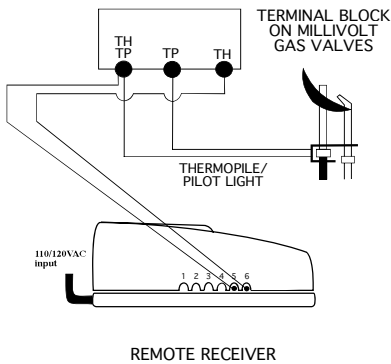 TERMINAL BLOCK
ON MILLIVOLT
GAS VALVES
TH
TP TP TH
THERMOPILE/
PILOT LIGHT
110/120VAC
input
1 2 3 4 5 6
REMOTE RECEIVER